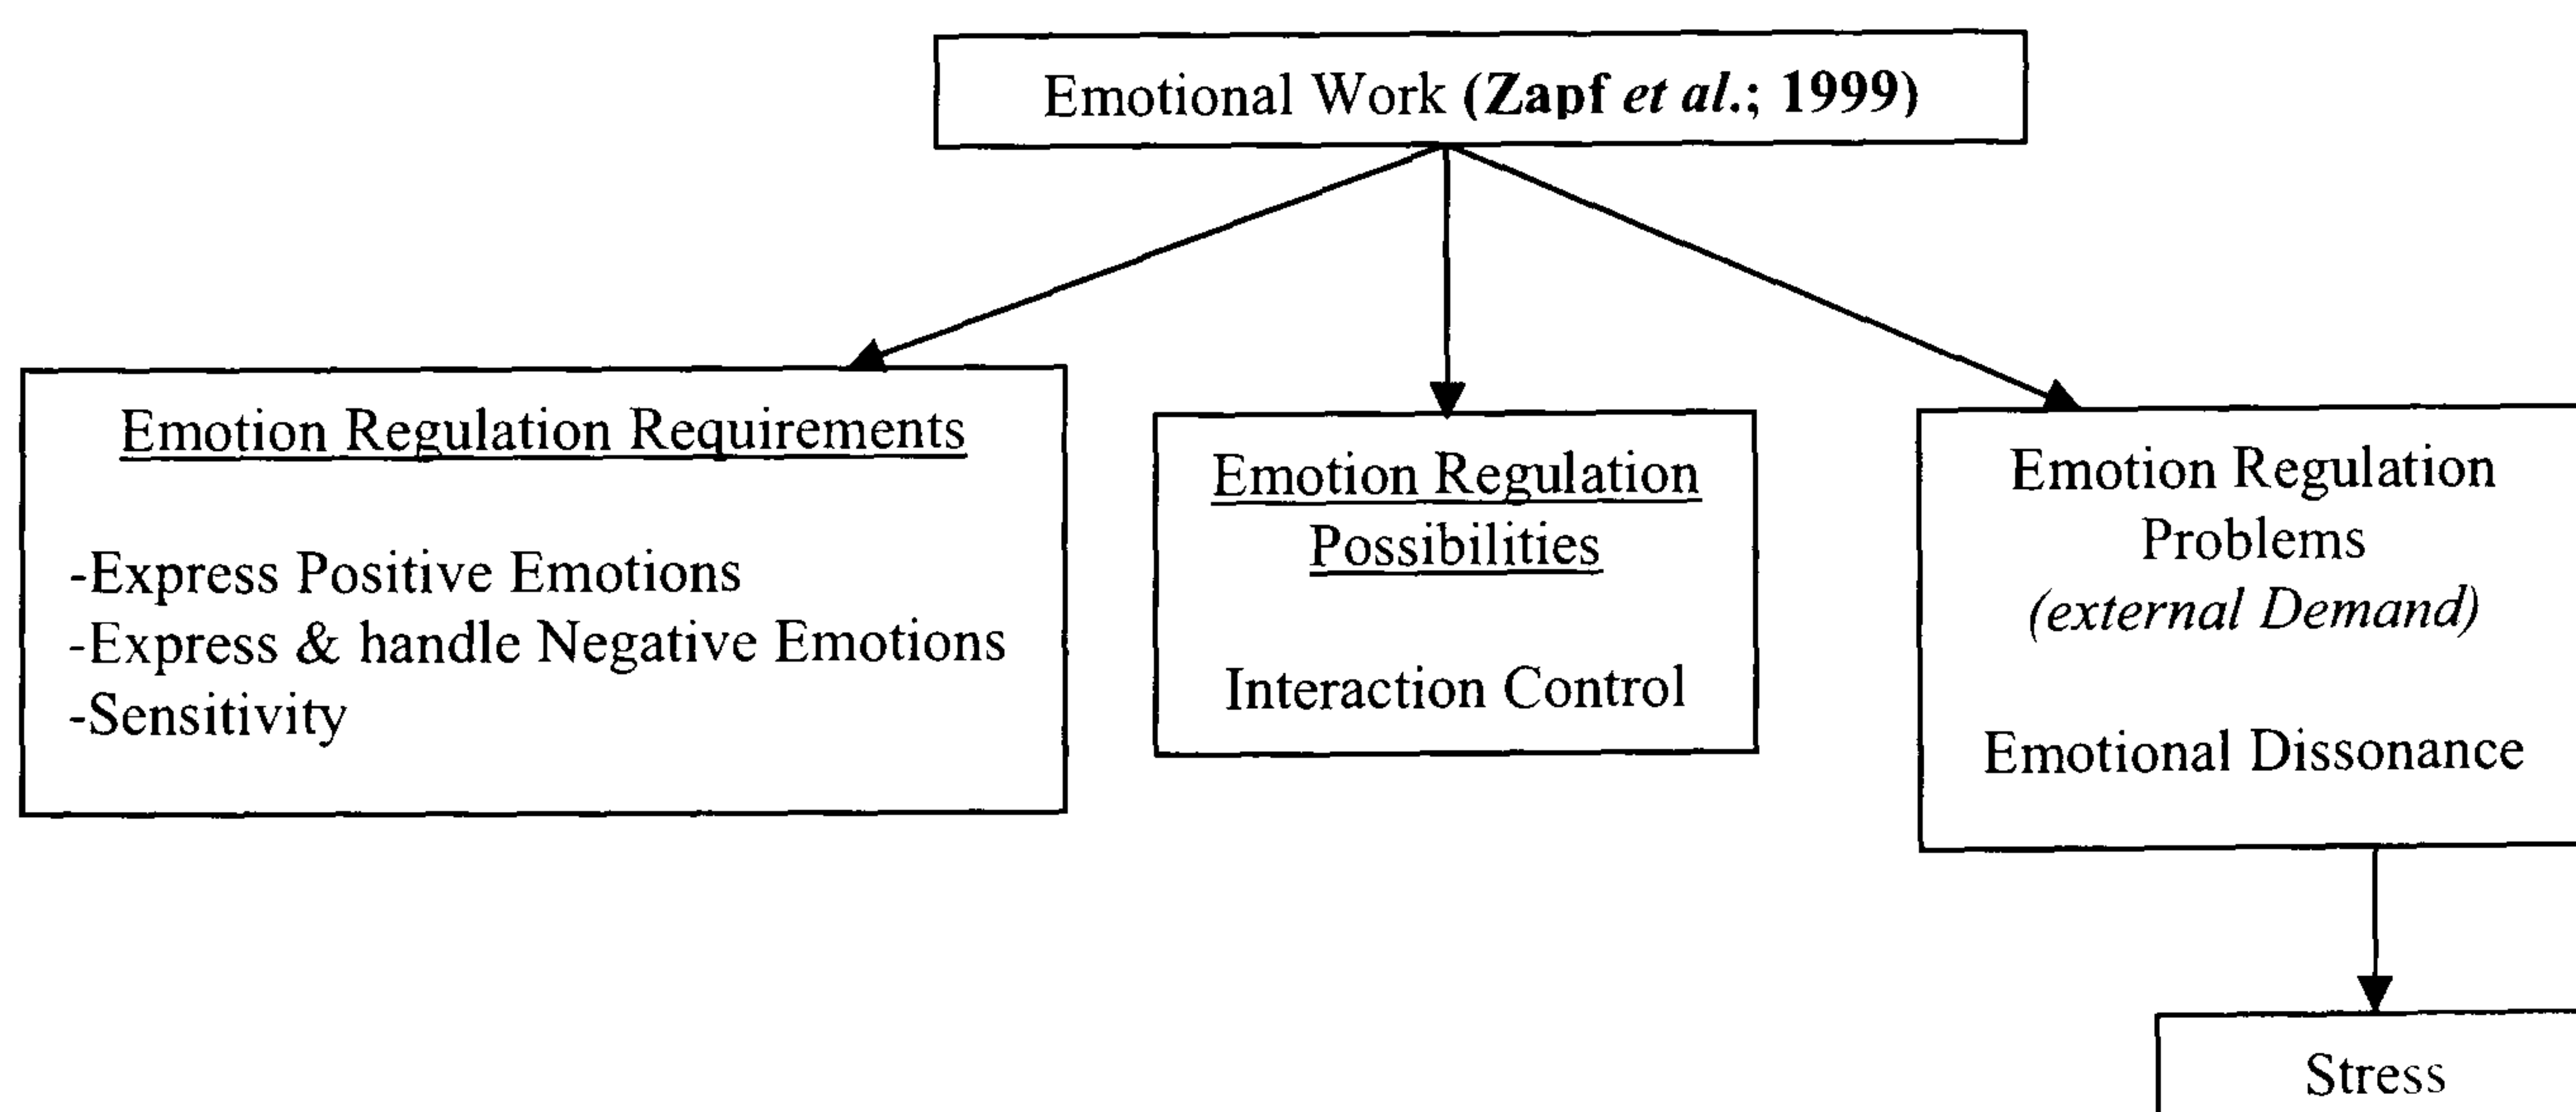 Emotional Work (Zapf et al.; 1999)
Emotion Regulation Requirements
-Express Positive Emotions
-Express & handle Negative Emotions
-Sensitivity
Emotion Regulation
Possibilities
Interaction Control
Emotion Regulation
Problems
(external Demand)
Emotional Dissonance
Stress